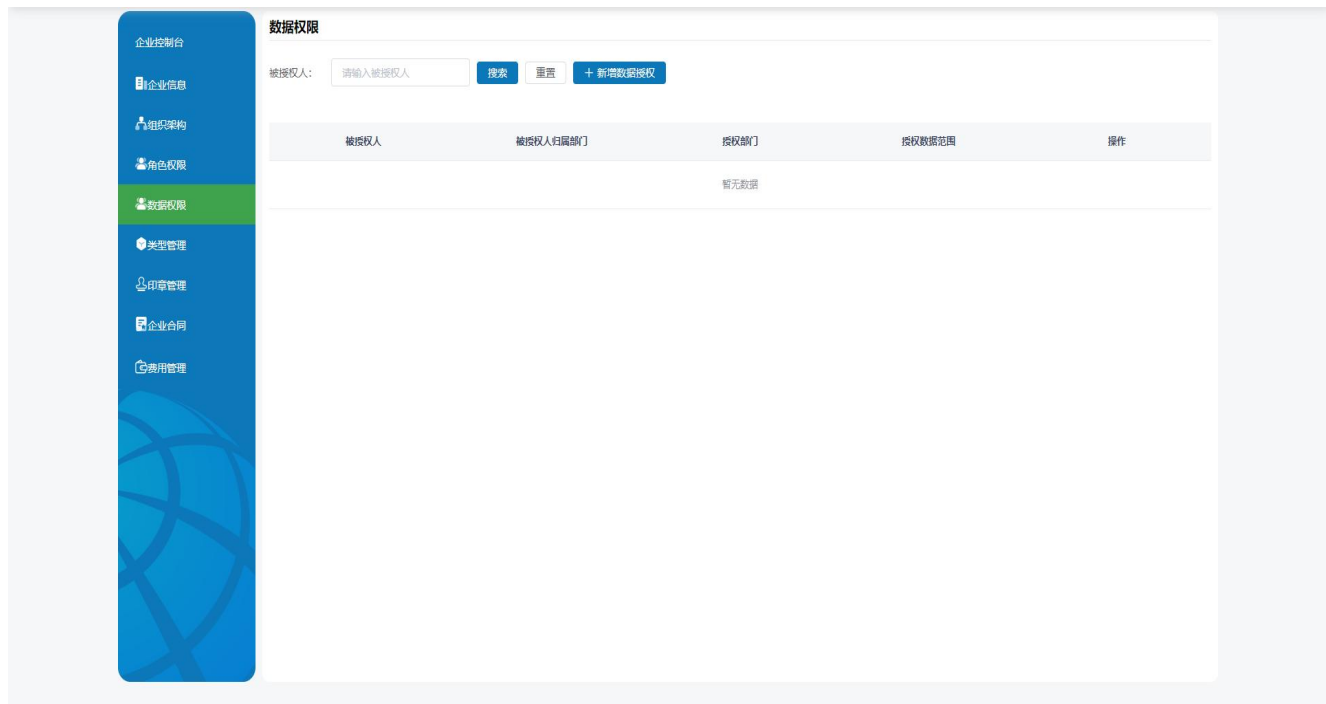 企业控制台
企业信息
组织架构
角色权限
数据权限
类型管理
印章管理
企业合同
费用管理
数据权限
被授权人： 请输入被授权人 搜索 重置 + 新增数据授权
被授权人 被授权人归属部门 授权部门 授权数据范围 操作
暂无数据